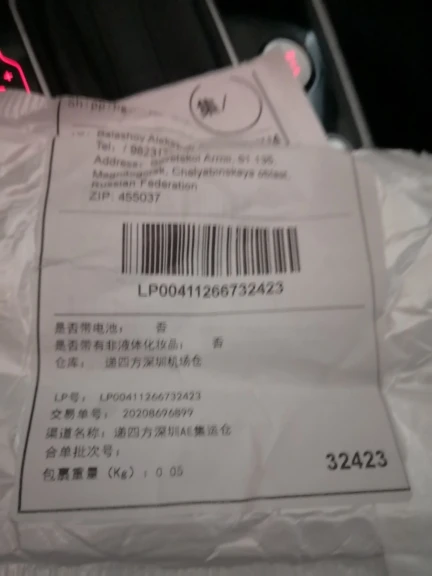 集/
Tel:
Address:
Magnitogorsk, Chelyabinskaya oblast,
Russian Federation
ZIP: 455037
LP00411266732423
是否带电池： 否
是否带有非液体化妆品： 否
仓库： 递四方深圳机场仓
LP号： LP00411266732423
交易单号： 20208696899
渠道名称：递四方深圳AE集运仓
合单批次号：
包裹重量（Kg）：0.05
32423